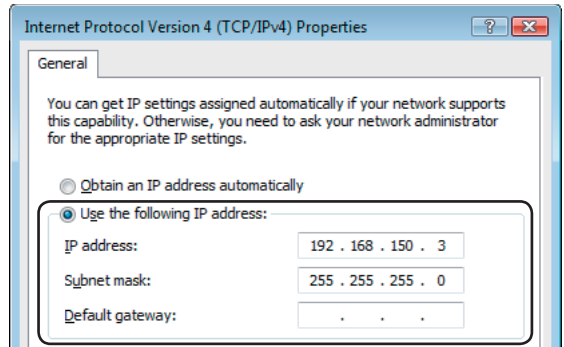 Internet Protocol Version 4 (TCP/IPv4) Properties
General
You can get IP settings assigned automatically if your network supports
this capability. Otherwise, you need to ask your network administrator
for the appropriate IP settings.
Obtain an IP address automatically
Use the following IP address:
IP address: 192 . 168 . 150 . 3
Subnet mask: 255 . 255 . 255 . 0
Default gateway: . . .